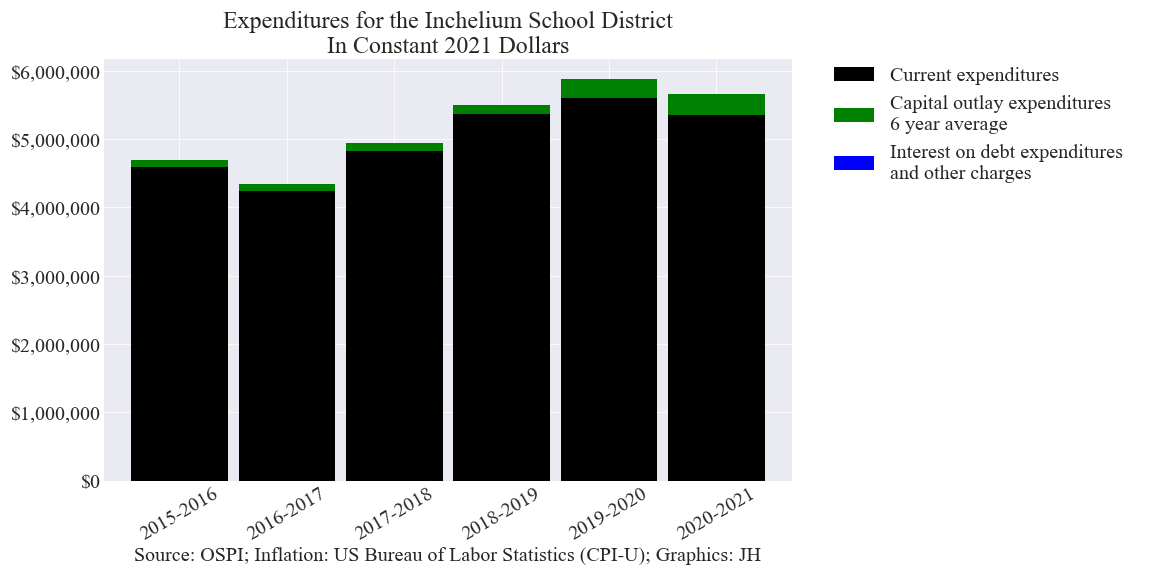 Expenditures for the Inchelium School District
In Constant 2021 Dollars
$6,000,000
$5,000,000
$4,000,000
$3,000,000
$2,000,000
$1,000,000
$0
2015-2016
2016-2017
2017-2018
2018-2019
2019-2020
2020-2021
Source: OSPI; Inflation: US Bureau of Labor Statistics (CPI-U); Graphics: JH
Current expenditures
Capital outlay expenditures
6 year average
Interest on debt expenditures
and other charges